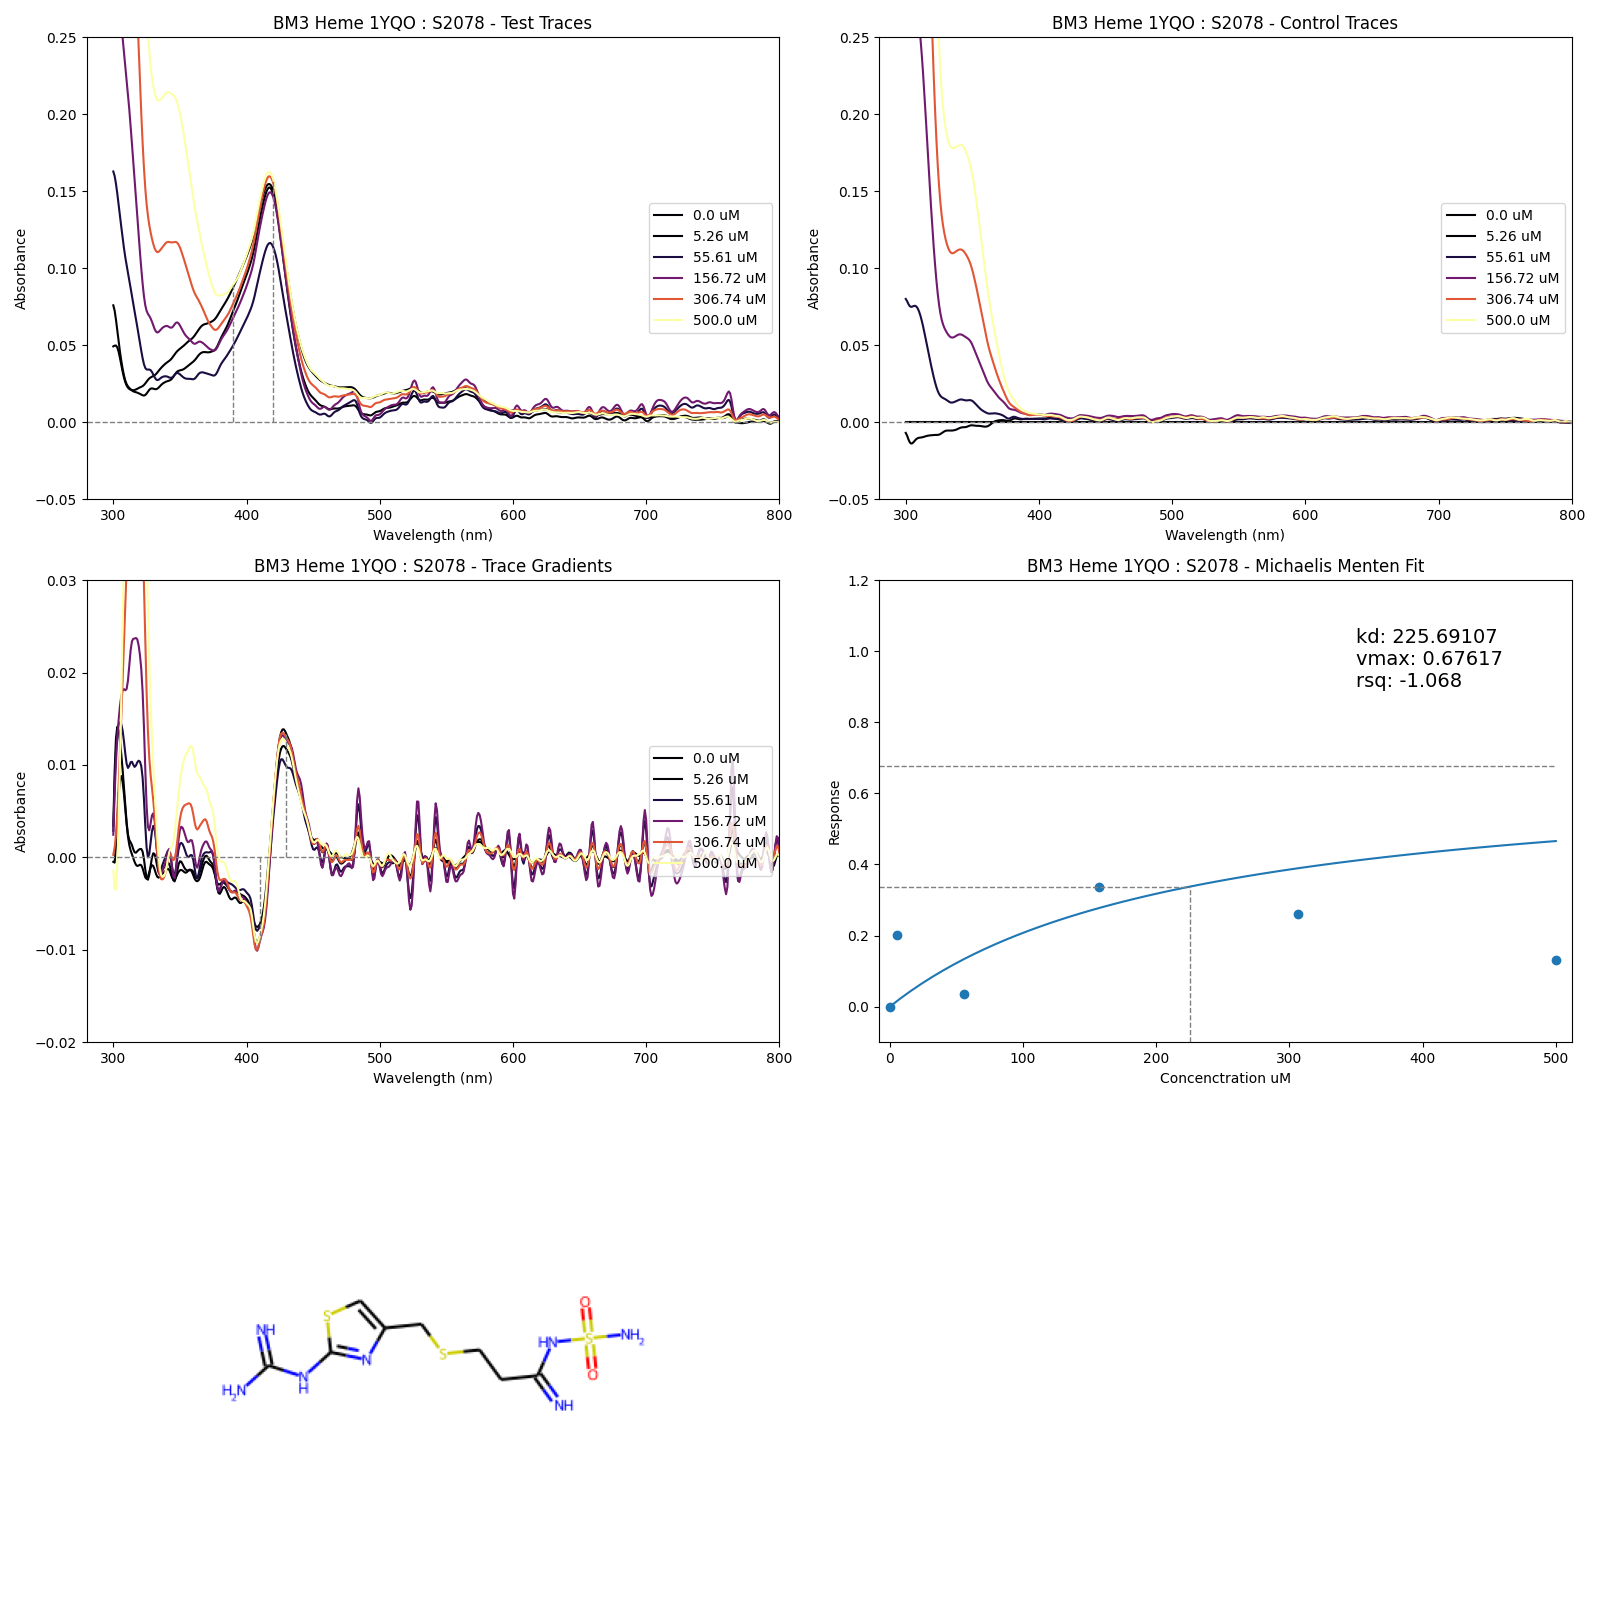 BM3 Heme 1YQO : S2078 - Test Traces
0.25
0.20
0.15
0.10
0.05
0.00
−0.05
Absorbance
300 400 500 600 700 800
Wavelength (nm)
0.0 uM
5.26 uM
55.61 uM
156.72 uM
306.74 uM
500.0 uM
BM3 Heme 1YQO : S2078 - Control Traces
0.25
0.20
0.15
0.10
0.05
0.00
−0.05
Absorbance
300 400 500 600 700 800
Wavelength (nm)
0.0 uM
5.26 uM
55.61 uM
156.72 uM
306.74 uM
500.0 uM
BM3 Heme 1YQO : S2078 - Trace Gradients
0.03
0.02
0.01
0.00
−0.01
−0.02
Absorbance
300 400 500 600 700 800
Wavelength (nm)
0.0 uM
5.26 uM
55.61 uM
156.72 uM
306.74 uM
500.0 uM
BM3 Heme 1YQO : S2078 - Michaelis Menten Fit
1.2
1.0
0.8
0.6
0.4
0.2
0.0
Response
0 100 200 300 400 500
Concenctration uM
kd: 225.69107
vmax: 0.67617
rsq: -1.068
NH
H2N
N
H
S
N
S
HN
NH
O
S
O
NH2